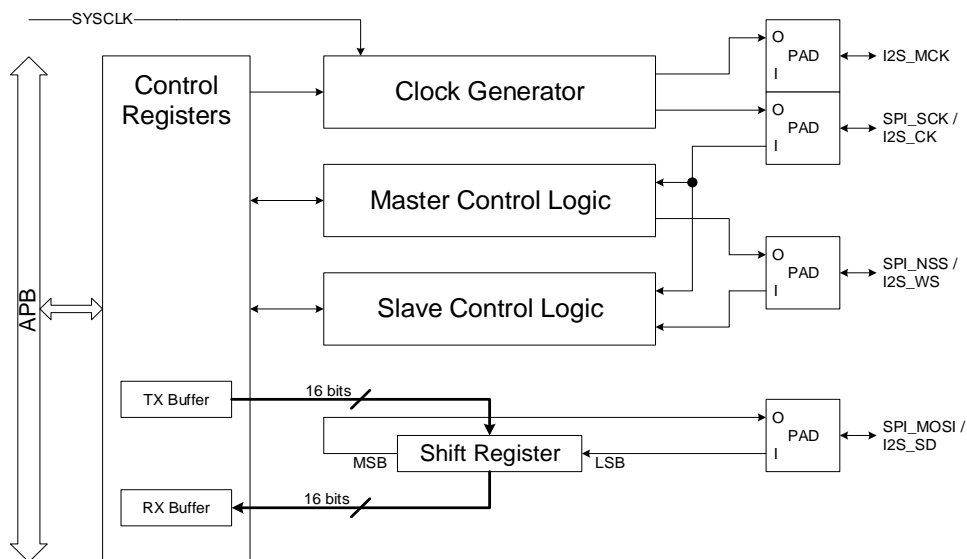 SYSCLK
O
PAD
I
I2S_MCK
Control
Registers
Clock Generator
O
PAD
I
SPI_SCK /
I2S_CK
Master Control Logic
O
PAD
I
SPI_NSS /
I2S_WS
Slave Control Logic
APB
TX Buffer
16 bits
O
PAD
I
SPI_MOSI /
I2S_SD
Shift Register
MSB
LSB
RX Buffer
16 bits